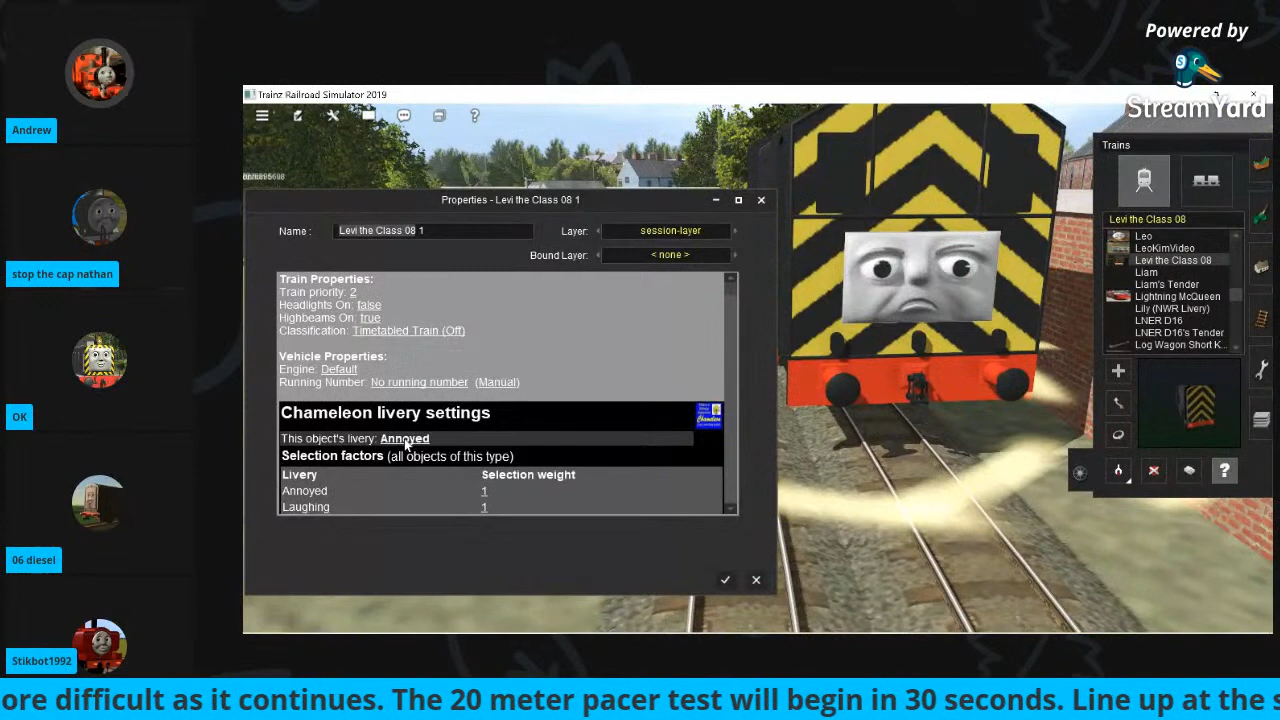 Powered by
StreamYard
Andrew
stop the cap nathan
OK
06 diesel
Stikbot1992
Trainz Railroad Simulator 2019
Properties - Levi the Class 08 1
Name : Levi the Class 08 1
Layer: session-layer
Bound Layer: < none >
Train Properties:
Train priority: 2
Headlights On: false
Highbeams On: true
Classification: Timetabled Train (Off)
Vehicle Properties:
Engine: Default
Running Number: No running number (Manual)
Chameleon livery settings
This object's livery: Annoyed
Selection factors (all objects of this type)
Livery Selection weight
Annoyed 1
Laughing 1
Trains
Levi the Class 08
Leo
LeoKimVideo
Levi the Class 08
Liam
Liam's Tender
Lightning McQueen
Lily (NWR Livery)
LNER D16
LNER D16's Tender
Log Wagon Short K...
ore difficult as it continues. The 20 meter pacer test will begin in 30 seconds. Line up at the s